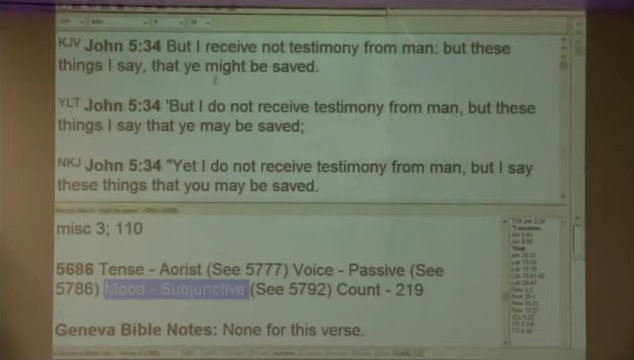 KJV John 5:34 But I receive not testimony from man: but these
things I say, that ye might be saved.
YLT John 5:34 'But I do not receive testimony from man, but these
things I say that ye may be saved;
NKJ John 5:34 "Yet I do not receive testimony from man, but I say
these things that you may be saved.
misc 3; 110
5686 Tense - Aorist (See 5777) Voice - Passive (See
5786) Mood - Subjunctive (See 5792) Count - 219
Geneva Bible Notes: None for this verse.